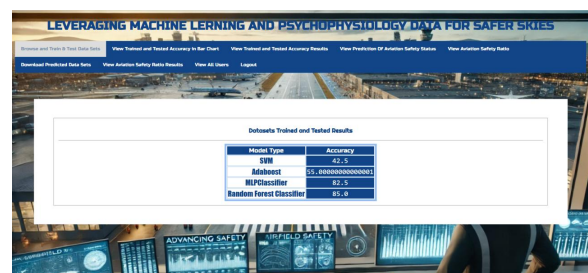 LEVERAGING MACHINE LERNING AND PSYCHOPHYSIOLOGY DATA FOR SAFER SKIES
Browse and Train & Test Data Sets View Trained and Tested Accuracy in Bar Chart View Trained and Tested Accuracy Results View Prediction Of Aviation Safety Status View Aviation Safety Ratio
Download Predicted Data Sets View Aviation Safety Ratio Results View All Users Logout
Datasets Trained and Tested Results
Model Type Accuracy
SVM 42.5
Adaboost 55.00000000000001
MLPClassifier 82.5
Random Forest Classifier 85.0
ADVANCING SAFETY AIRFIELD SAFETY